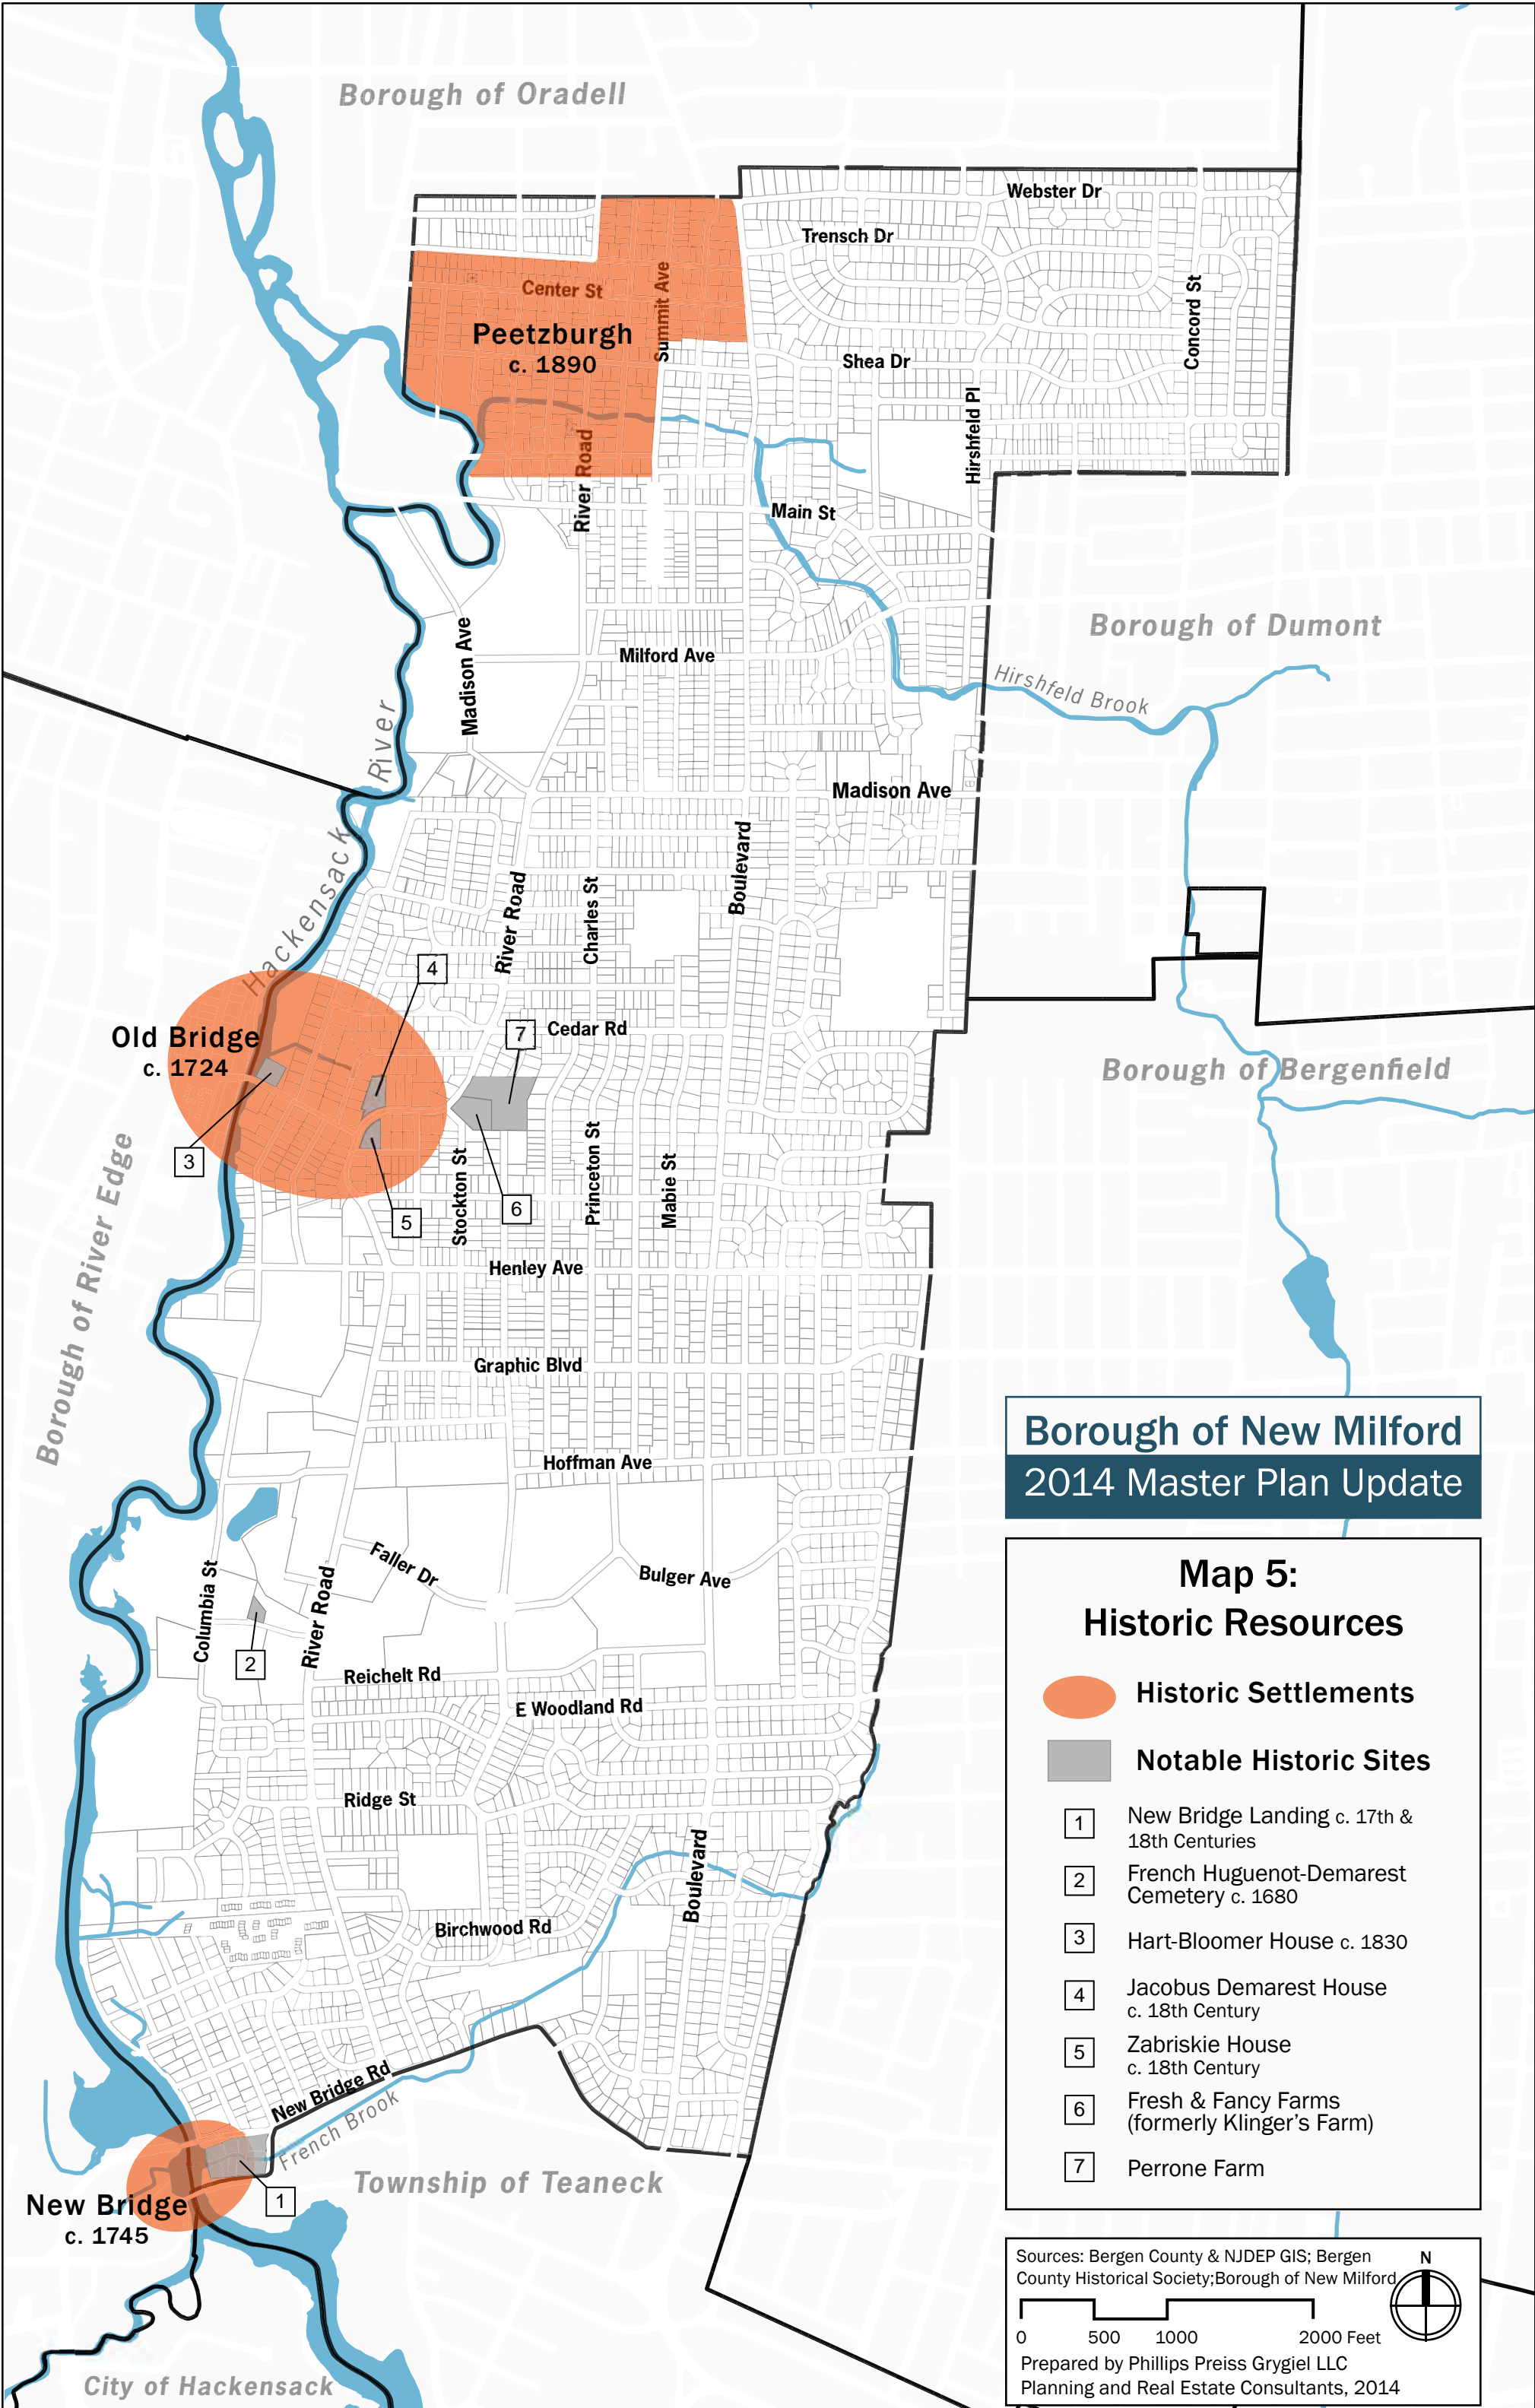 Borough of Oradell
Webster Dr
Trensch Dr
Center St
Summit Ave
Concord St
Peetzburgh
c. 1890
Shea Dr
Hirshfeld Pl
River Road
Main St
Borough of Dumont
Madison Ave
Milford Ave
Hirshfeld Brook
Hackensack River
Madison Ave
Boulevard
River Road
Charles St
4
Old Bridge
c. 1724
7
Cedar Rd
Borough of Bergenfield
3
Borough of River Edge
5
Stockton St
6
Princeton St
Mabie St
Henley Ave
Graphic Blvd
Hoffman Ave
Faller Dr
Bulger Ave
Columbia St
River Road
2
Reichelt Rd
E Woodland Rd
Ridge St
Boulevard
Birchwood Rd
New Bridge Rd
French Brook
Township of Teaneck
1
New Bridge
c. 1745
City of Hackensack
Borough of New Milford
2014 Master Plan Update
Map 5:
Historic Resources
Historic Settlements
Notable Historic Sites
1 New Bridge Landing c. 17th &
18th Centuries
2 French Huguenot-Demarest
Cemetery c. 1680
3 Hart-Bloomer House c. 1830
4 Jacobus Demarest House
c. 18th Century
5 Zabriskie House
c. 18th Century
6 Fresh & Fancy Farms
(formerly Klinger's Farm)
7 Perrone Farm
Sources: Bergen County & NJDEP GIS; Bergen
County Historical Society;Borough of New Milford
N
0 500 1000 2000 Feet
Prepared by Phillips Preiss Grygiel LLC
Planning and Real Estate Consultants, 2014